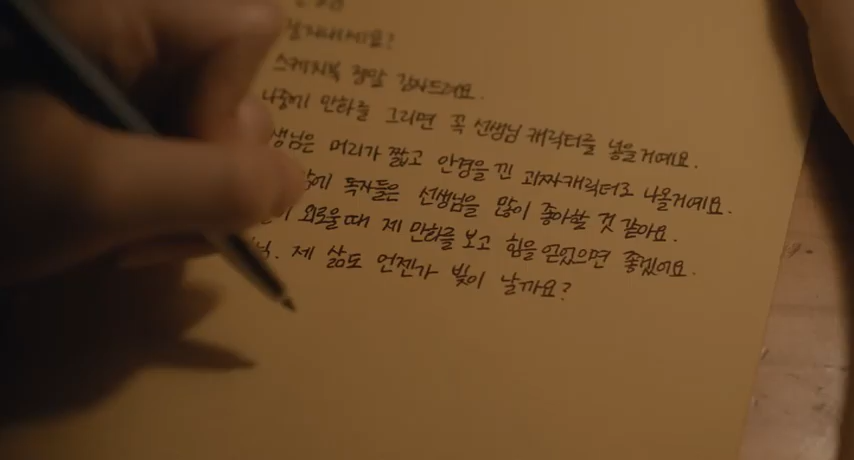 스케치북 정말 감사드려요.
나중에 만화를 그리면 꼭 선생님 캐릭터를 넣을거예요.
머리가 짧고 안경을 낀 괴짜캐릭터로 나올거예요.
독자들은 선생님을 많이 좋아할 것 같아요.
외로울때 제 만화를 보고 힘을 얻었으면 좋겠어요.
제 삶도 언젠가 빛이 날까요?